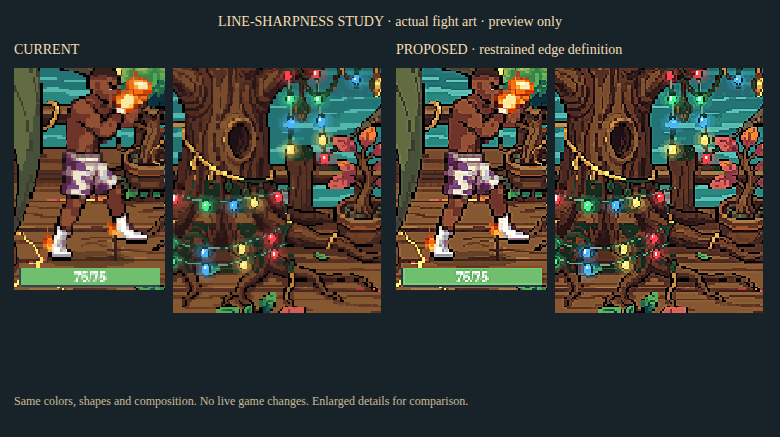 LINE-SHARPNESS STUDY · actual fight art · preview only
CURRENT
PROPOSED · restrained edge definition
75/75
75/75
Same colors, shapes and composition. No live game changes. Enlarged details for comparison.